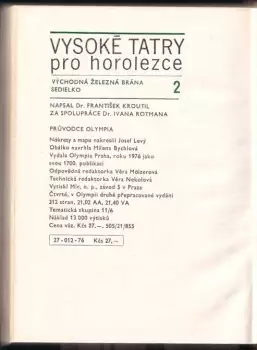 VYSOKÉ TATRY
pro horolezce
VÝCHODNÁ ŽELEZNÁ BRÁNA
SEDIELKO 2
NAPSAL Dr. FRANTIŠEK KROUTIL
ZA SPOLUPRÁCE Dr. IVANA ROTMANA
PRŮVODCE OLYMPIA
Nákresy a mape nakreslil Josef Levý
Obálku navrhla Milena Bychlová
Vydala Olympia Praha, roku 1976 jako
svou 1700. publikaci
Odpovědná redaktorka Věra Mölzerová
Technická redaktorka Věra Nekolová
Vytiskl Mír, n. p., závod 5 v Praze
Čtvrté, v Olympii druhé přepracované vydání
312 stran, 21,02 AA, 21,40 VA
Tematická skupina 11/6
Náklad 13 000 výtisků
Cena váz. Kčs 27,—. 505/21/855
27-012-76 Kčs 27,—